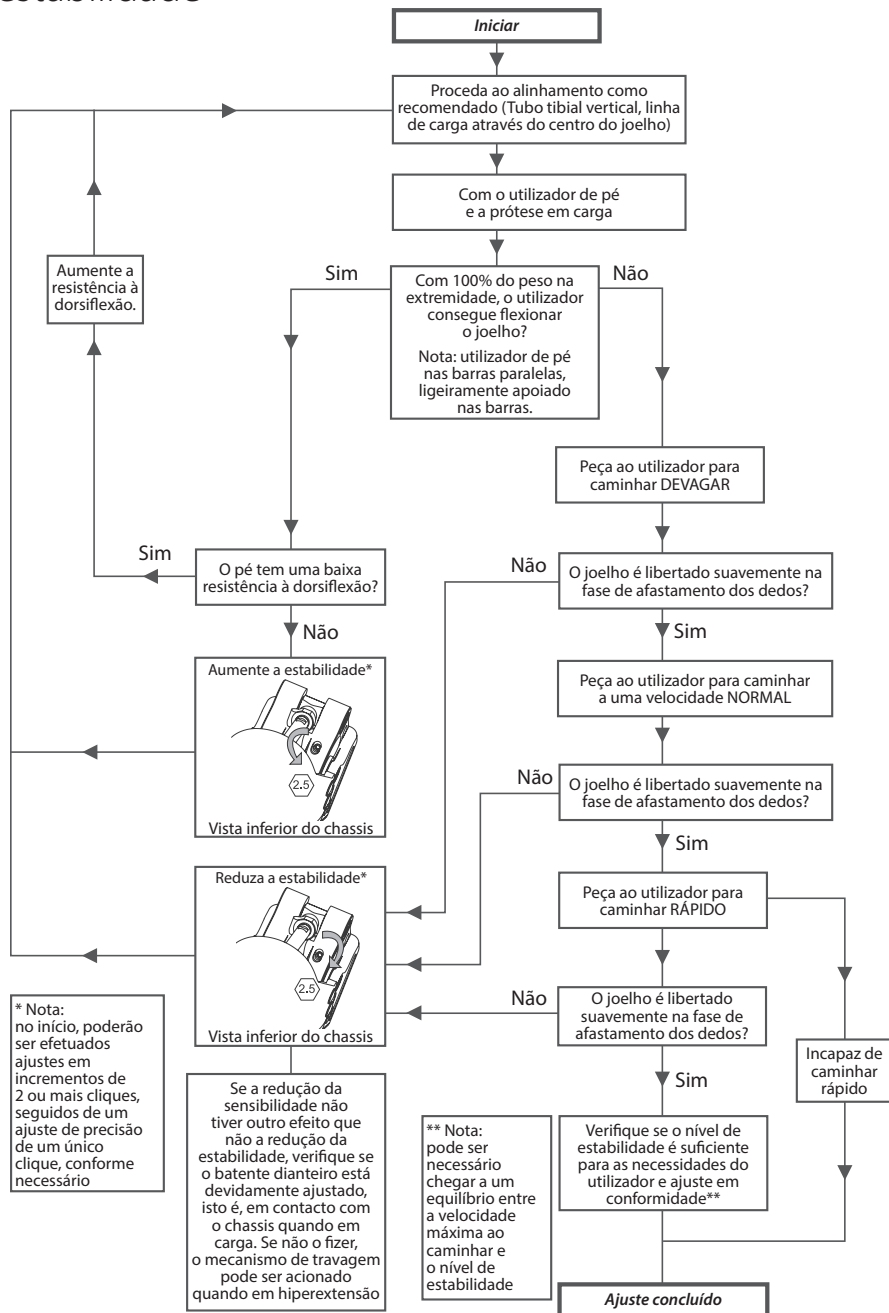 Iniciar
Proceda ao alinhamento como
recomendado (Tubo tibial vertical, linha
de carga através do centro do joelho)
Com o utilizador de pé
e a prótese em carga
Aumente a
resistência à
dorsiflexão.
Sim
Não
Com 100% do peso na
extremidade, o utilizador
consegue flexionar
o joelho?
Nota: utilizador de pé
nas barras paralelas,
ligeiramente apoiado
nas barras.
Peça ao utilizador para
caminhar DEVAGAR
Sim
O pé tem uma baixa
resistência à dorsiflexão?
Não
O joelho é libertado suavemente na
fase de afastamento dos dedos?
Não
Sim
Aumente a estabilidade*
2.5
Vista inferior do chassis
Peça ao utilizador para caminhar
a uma velocidade NORMAL
Não
O joelho é libertado suavemente na
fase de afastamento dos dedos?
Sim
Reduza a estabilidade*
2.5
Vista inferior do chassis
Peça ao utilizador para
caminhar RÁPIDO
Não
O joelho é libertado
suavemente na fase de
afastamento dos dedos?
Incapaz de
caminhar
rápido
Sim
* Nota:
no início, poderão
ser efetuados
ajustes em
incrementos de
2 ou mais cliques,
seguidos de um
ajuste de precisão
de um único
clique, conforme
necessário
Se a redução da
sensibilidade não
tiver outro efeito que
não a redução da
estabilidade, verifique se
o batente dianteiro está
devidamente ajustado,
isto é, em contacto com
o chassis quando em
carga. Se não o fizer,
o mecanismo de travagem
pode ser acionado
quando em hiperextensão
** Nota:
pode ser
necessário
chegar a um
equilíbrio entre
a velocidade
máxima ao
caminhar e
o nível de
estabilidade
Verifique se o nível de
estabilidade é suficiente
para as necessidades do
utilizador e ajuste em
conformidade**
Ajuste concluído